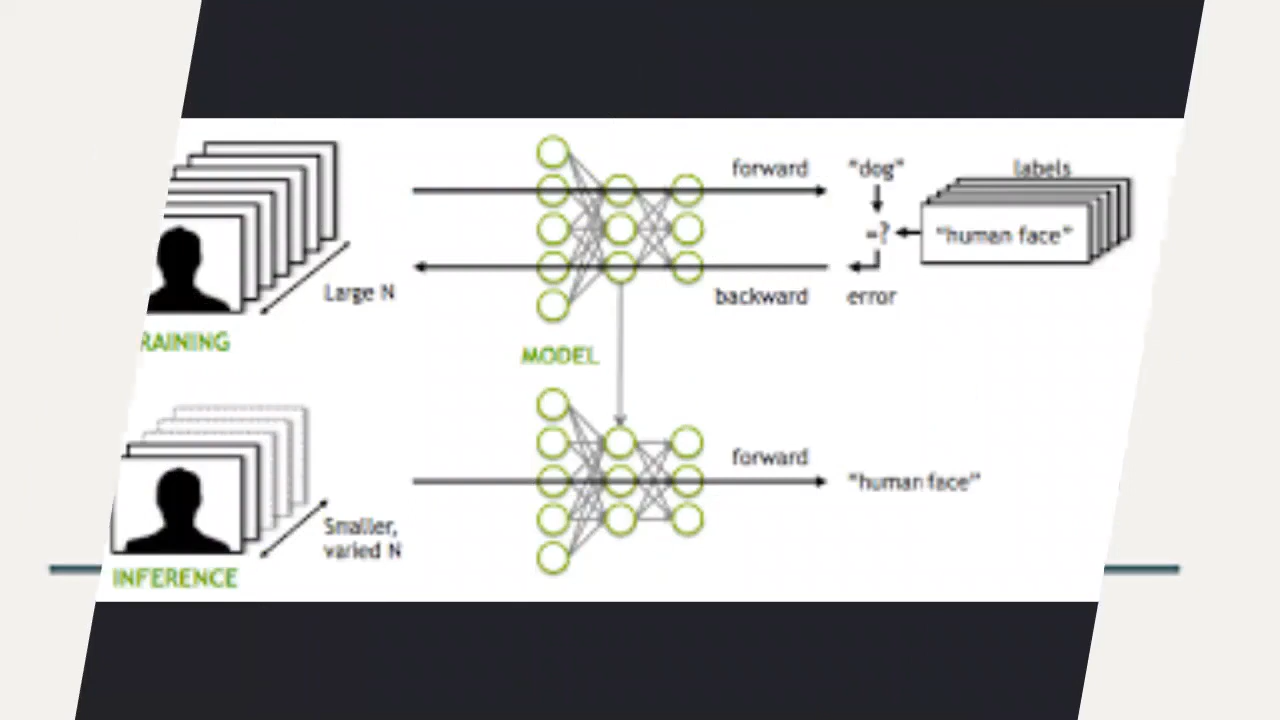 forward
"dog"
labels
=?
"human face"
Large N
backward
error
RAINING
MODEL
forward
"human face"
Smaller,
varied N
INFERENCE